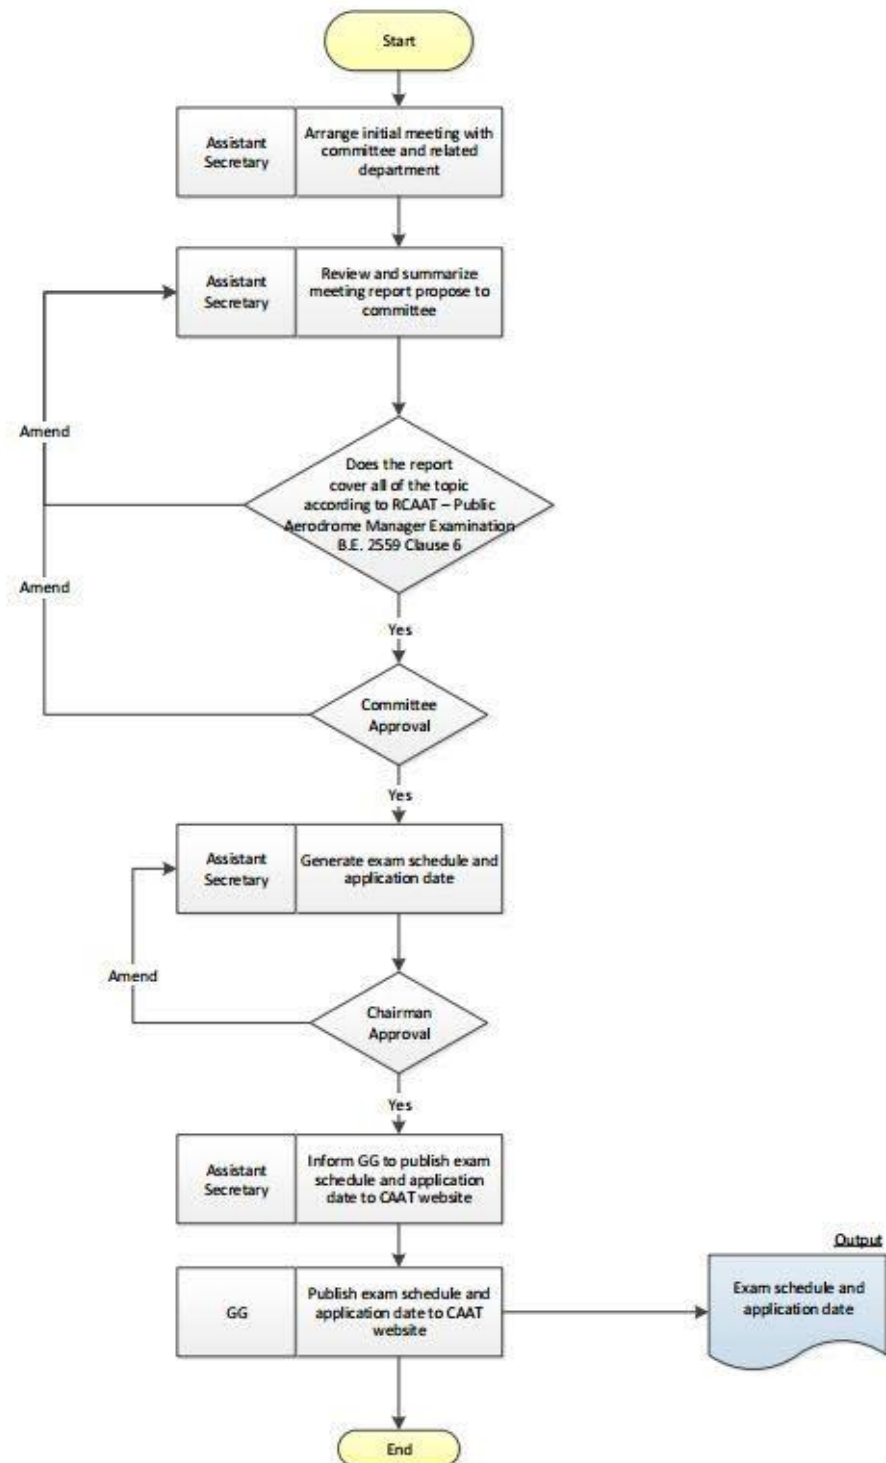 Start
Assistant
Secretary
Arrange initial meeting with
committee and related
department
Assistant
Secretary
Review and summarize
meeting report propose to
committee
Amend
Does the report
cover all of the topic
according to RCAAT – Public
Aerodrome Manager Examination
B.E. 2559 Clause 6
Amend
Yes
Committee
Approval
Yes
Assistant
Secretary
Generate exam schedule and
application date
Amend
Chairman
Approval
Yes
Assistant
Secretary
Inform GG to publish exam
schedule and application
date to CAAT website
Output
GG
Publish exam schedule and
application date to CAAT
website
Exam schedule and
application date
End